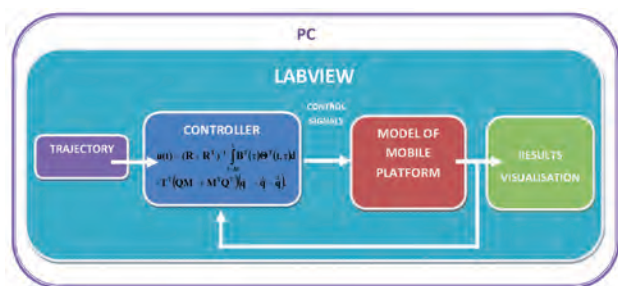 PC
LABVIEW
CONTROL
SIGNALS
TRAJECTORY
CONTROLLER
MODEL OF
MOBILE
PLATFORM
RESULTS
VISUALISATION